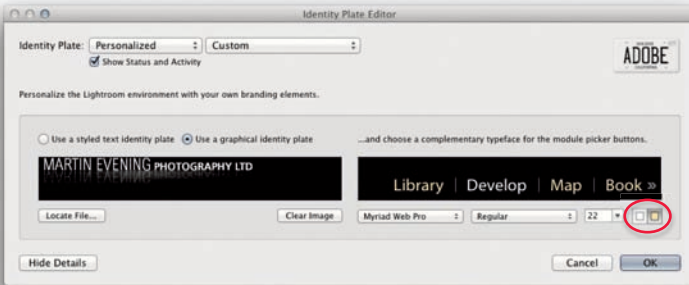 Identity Plate Editor
Identity Plate: Personalized Custom
Show Status and Activity
ADOBE
Personalize the Lightroom environment with your own branding elements.
Use a styled text identity plate Use a graphical identity plate ...and choose a complementary typeface for the module picker buttons.
MARTIN EVENING PHOTOGRAPHY LTD
Library | Develop | Map | Book »
Locate File... Clear Image Myriad Web Pro Regular 22
Hide Details Cancel OK